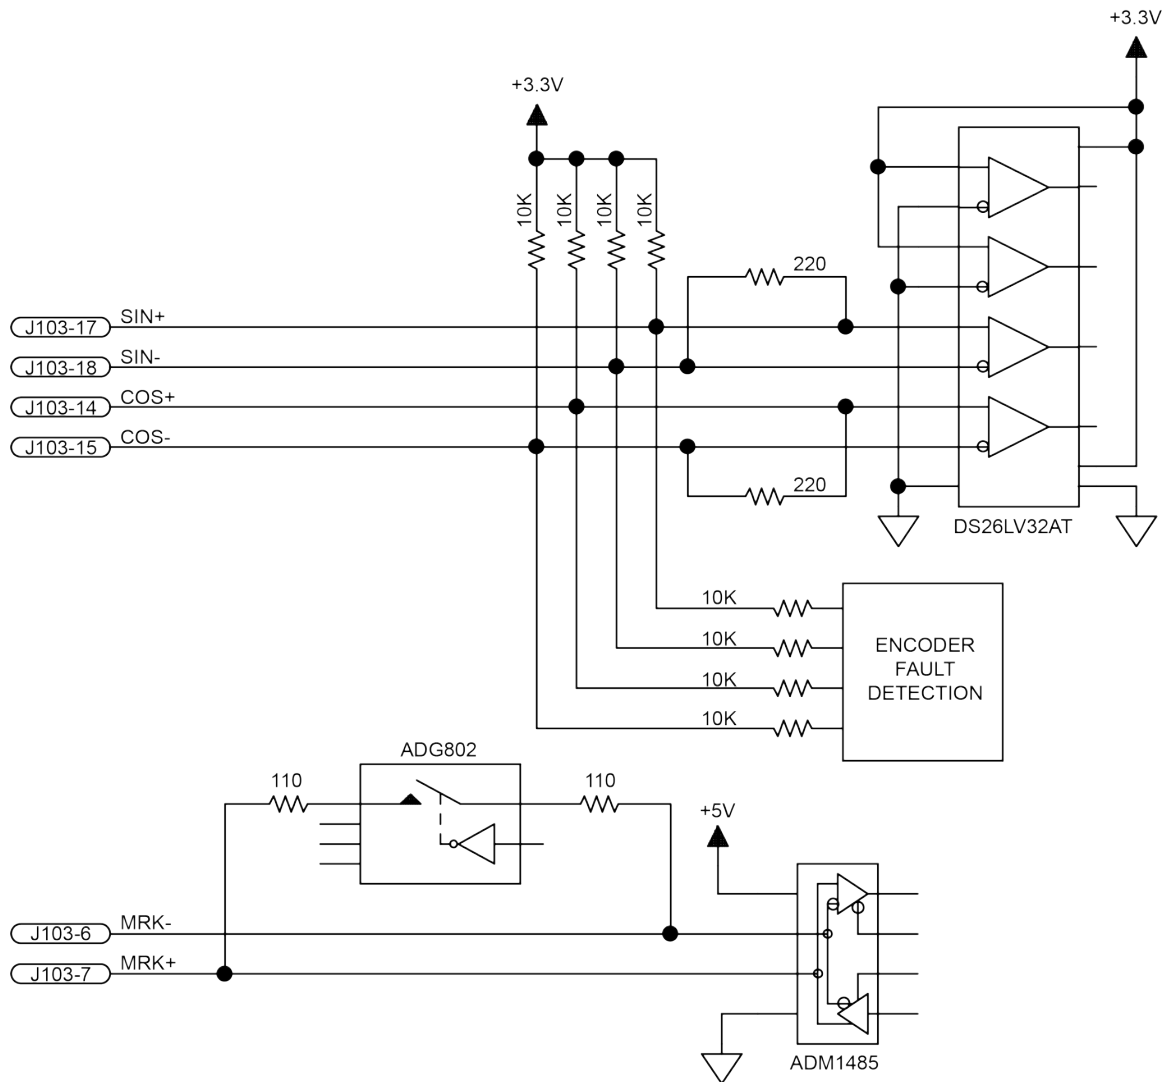 +3.3V
+3.3V
10K
10K
10K
10K
220
J103-17
SIN+
J103-18
SIN-
J103-14
COS+
J103-15
COS-
220
DS26LV32AT
10K
10K
10K
10K
ENCODER
FAULT
DETECTION
ADG802
110
110
+5V
J103-6
MRK-
J103-7
MRK+
ADM1485